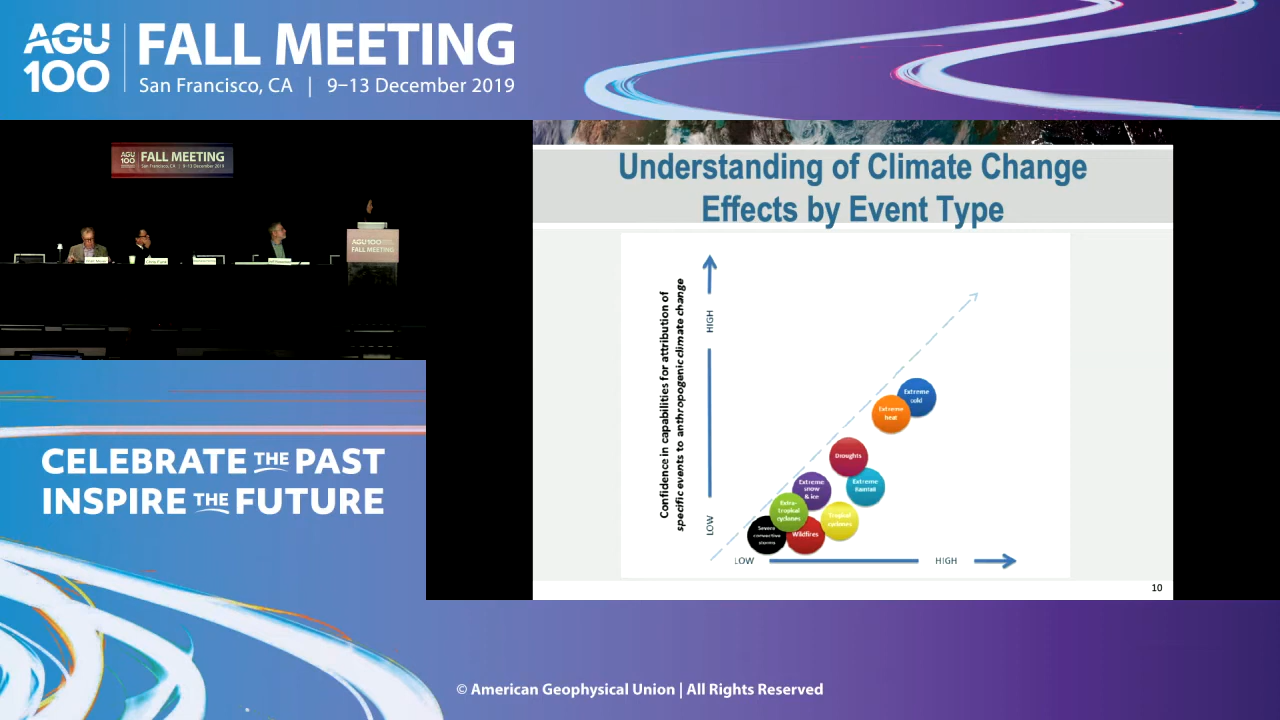 AGU
100
FALL MEETING
San Francisco, CA | 9–13 December 2019
AGU
100
FALL MEETING
San Francisco, CA | 9-13 December 2019
AGU100
FALL MEETING
CELEBRATE THE PAST
INSPIRE THE FUTURE
Understanding of Climate Change
Effects by Event Type
Confidence in capabilities for attribution of
specific events to anthropogenic climate change
HIGH
LOW
Extreme
cold
Extreme
heat
Droughts
Extreme
snow
& ice
Extreme
Rainfall
Extra-
tropical
cyclones
Tropical
cyclones
Severe
convective
storms
Wildfires
LOW
HIGH
10
© American Geophysical Union | All Rights Reserved